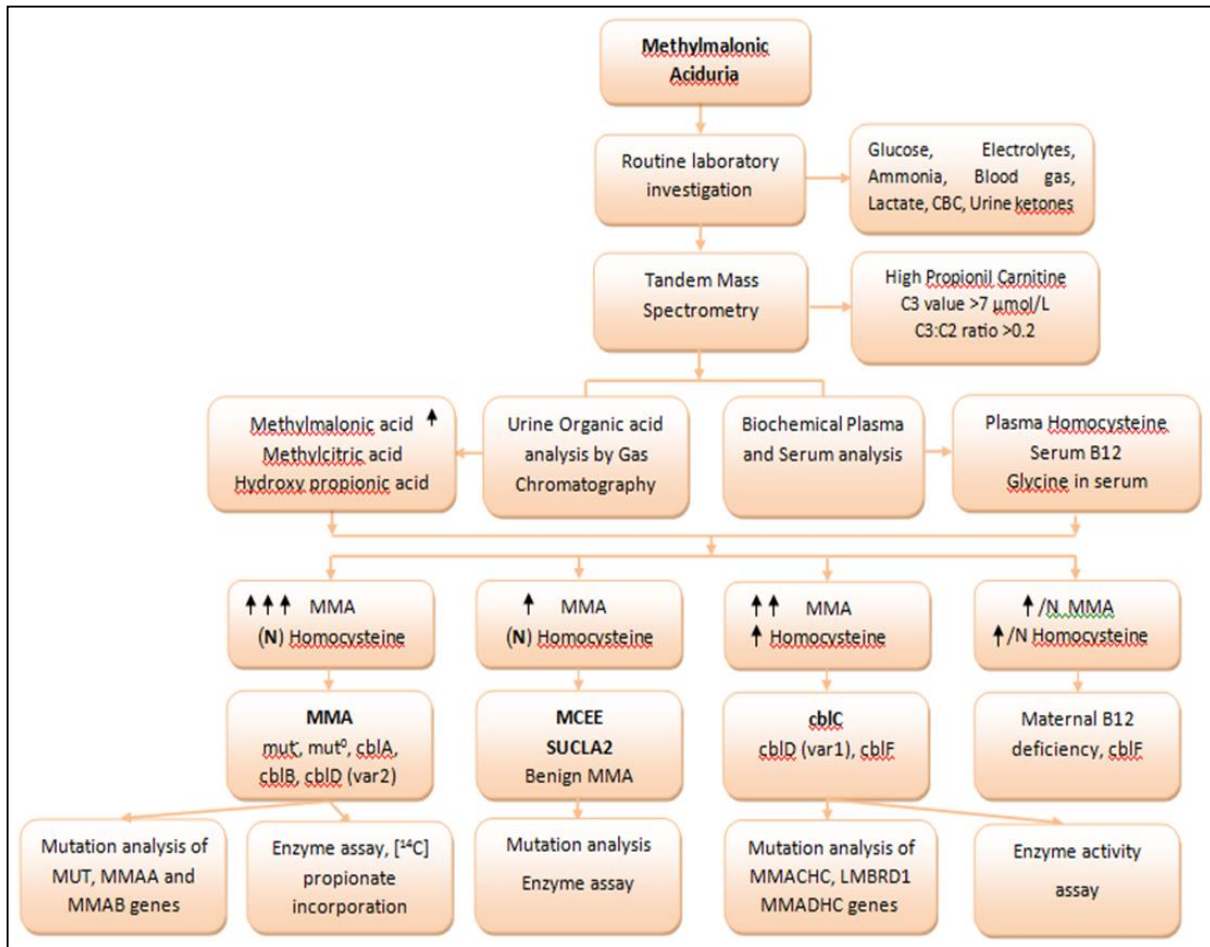 Methylmalonic
Aciduria
Routine laboratory
investigation
Glucose, Electrolytes,
Ammonia, Blood gas,
Lactate, CBC, Urine ketones
Tandem Mass
Spectrometry
High Propionil Carnitine
C3 value >7 µmol/L
C3:C2 ratio >0.2
Methylmalonic acid ↑
Methylcitric acid
Hydroxy propionic acid
Urine Organic acid
analysis by Gas
Chromatography
Biochemical Plasma
and Serum analysis
Plasma Homocysteine
Serum B12
Glycine in serum
↑↑↑ MMA
(N) Homocysteine
↑ MMA
(N) Homocysteine
↑↑ MMA
↑ Homocysteine
↑/N MMA
↑/N Homocysteine
MMA
mut⁻, mut⁰, cblA,
cblB, cblD (var2)
MCEE
SUCLA2
Benign MMA
cblC
cblD (var1), cblF
Maternal B12
deficiency, cblF
Mutation analysis of
MUT, MMAA and
MMAB genes
Enzyme assay, [¹⁴C]
propionate
incorporation
Mutation analysis
Enzyme assay
Mutation analysis of
MMACHC, LMBRD1
MMADHC genes
Enzyme activity
assay